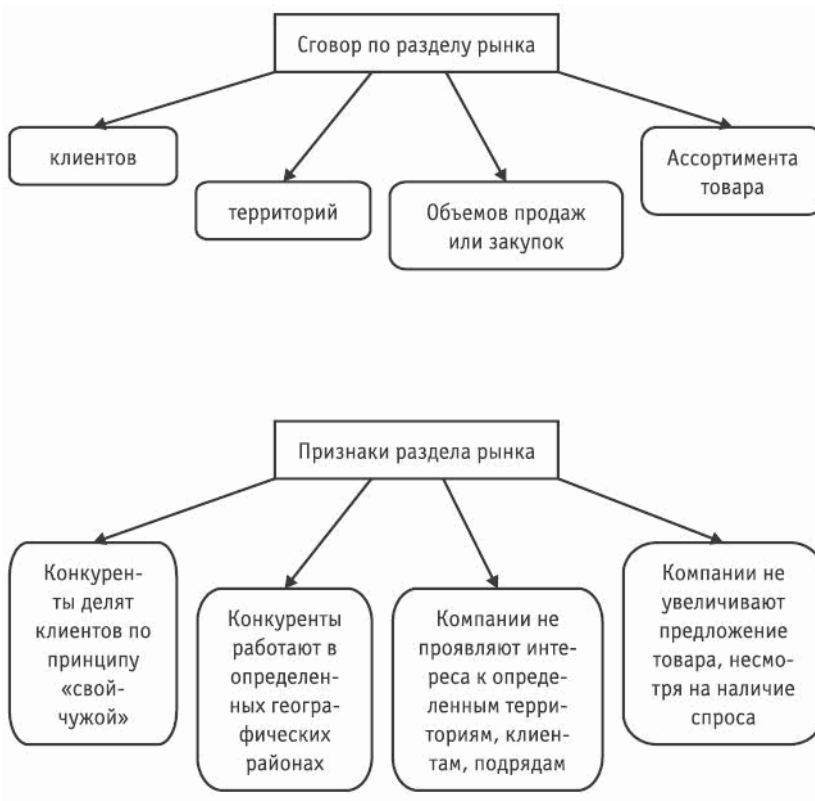 Сговор по разделу рынка
клиентов
территорий
Объемов продаж
или закупок
Ассортимента
товара
Признаки раздела рынка
Конкурен-
ты делят
клиентов по
принципу
«свой-
чужой»
Конкуренты
работают в
определен-
ных геогра-
фических
районах
Компании не
проявляют инте-
реса к опреде-
ленным терри-
ториям, клиен-
там, подрядам
Компании не
увеличивают
предложение
товара, несмо-
тря на наличие
спроса